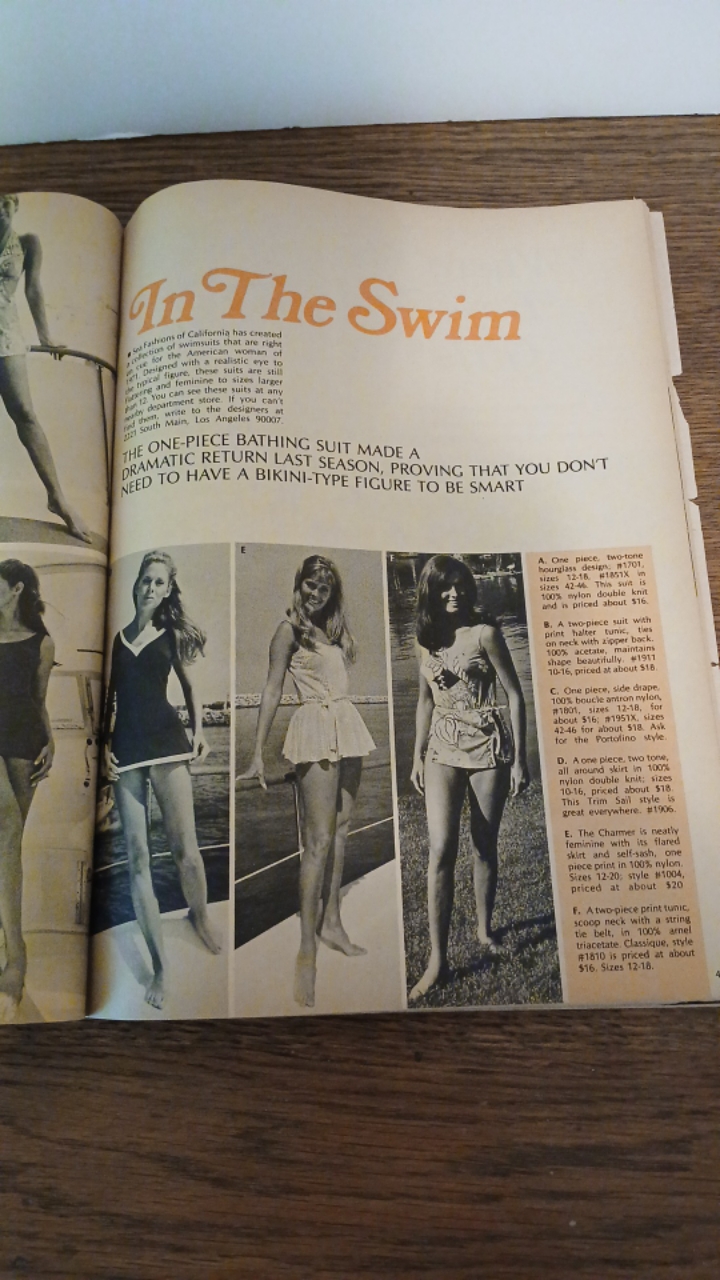 In The Swim
■ Sea Fashions of California has created
a collection of swimsuits that are right
on cue for the American woman of
1971. Designed with a realistic eye to
the typical figure, these suits are still
flattering and feminine to sizes larger
than 12. You can see these suits at any
nearby department store. If you can't
find them, write to the designers at
2221 South Main, Los Angeles 90007.
THE ONE-PIECE BATHING SUIT MADE A
DRAMATIC RETURN LAST SEASON, PROVING THAT YOU DON'T
NEED TO HAVE A BIKINI-TYPE FIGURE TO BE SMART
E
F
A. One piece, two-tone
hourglass design; #1701,
sizes 12-18, #1851X in
sizes 42-46. This suit is
100% nylon double knit
and is priced about $16.
B. A two-piece suit with
print halter tunic, ties
on neck with zipper back.
100% acetate, maintains
shape beautifully. #1911
10-16, priced at about $18.
C. One piece, side drape,
100% boucle antron nylon,
#1801, sizes 12-18, for
about $16; #1951X, sizes
42-46 for about $18. Ask
for the Portofino style.
D. A one piece, two tone,
all around skirt in 100%
nylon double knit; sizes
10-16, priced about $18.
This Trim Sail style is
great everywhere. #1906.
E. The Charmer is neatly
feminine with its flared
skirt and self-sash, one
piece print in 100% nylon.
Sizes 12-20; style #1004,
priced at about $20
F. A two-piece print tunic,
scoop neck with a string
tie belt, in 100% arnel
triacetate. Classique, style
#1810 is priced at about
$16. Sizes 12-18.